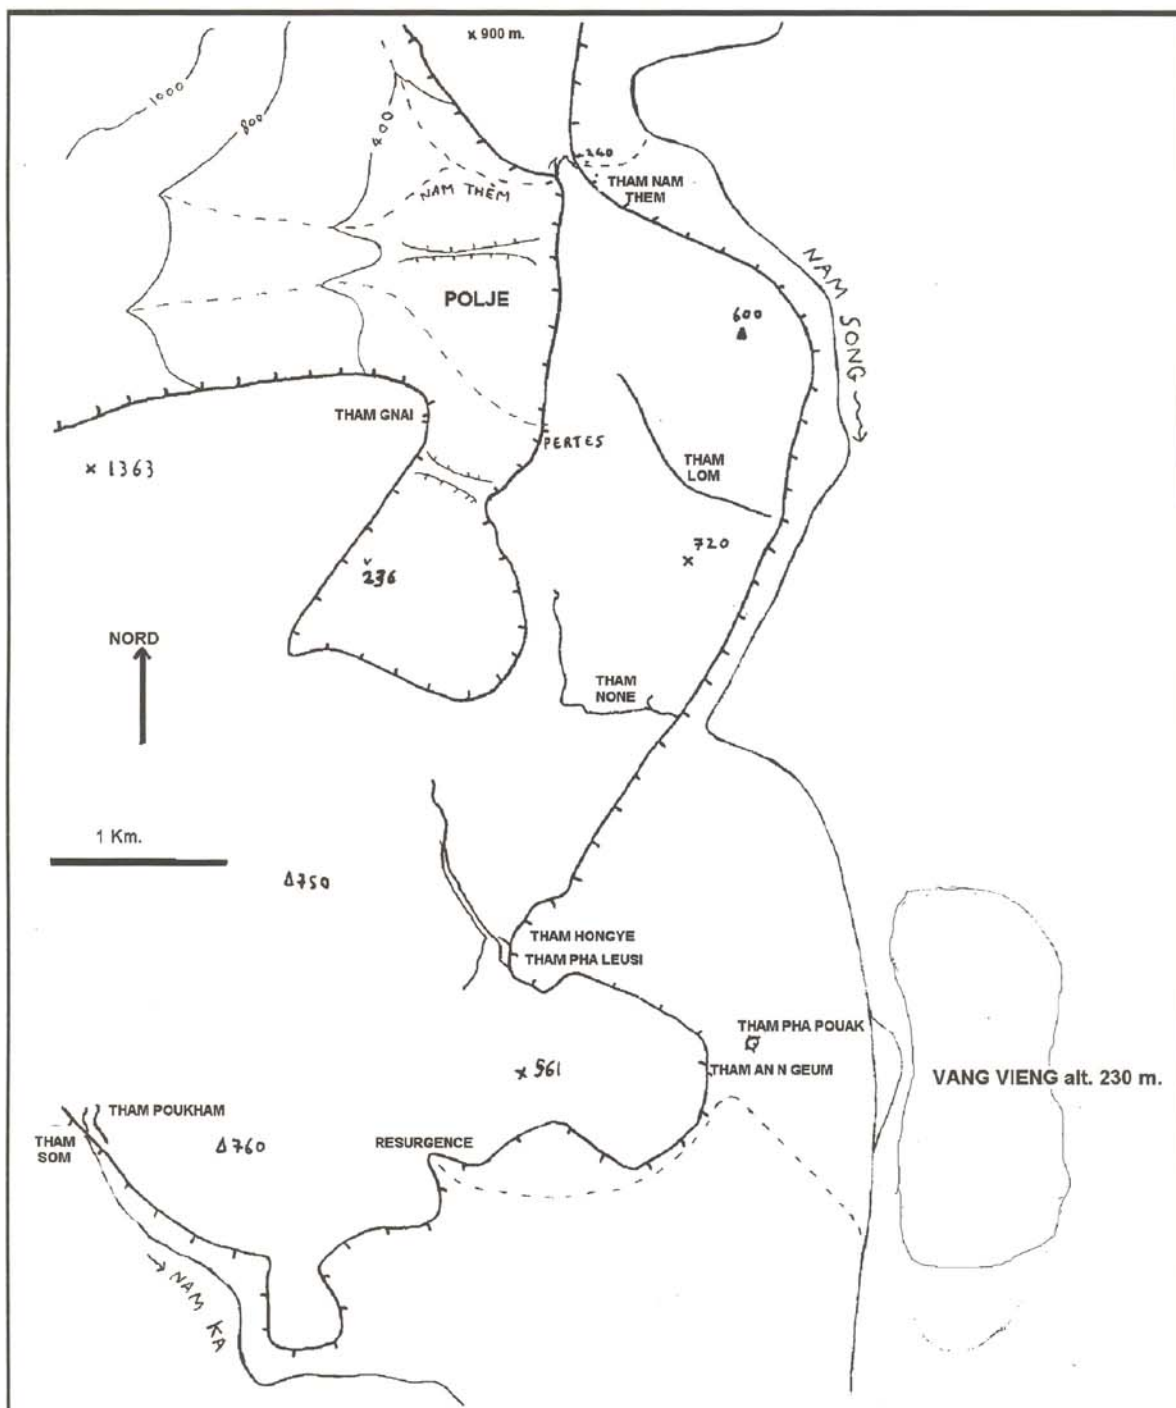 x 900 m.
1000
800
400
240
NAM THÈM
THAM NAM
THEM
NAM SONG
POLJE
600
THAM GNAI
PERTES
x 1363
THAM
LOM
720
236
NORD
THAM
NONE
1 Km.
750
THAM HONGYE
THAM PHA LEUSI
THAM PHA POUAK
561
THAM AN N GEUM
VANG VIENG alt. 230 m.
THAM POUKHAM
THAM
SOM
760
RESURGENCE
NAM
KA